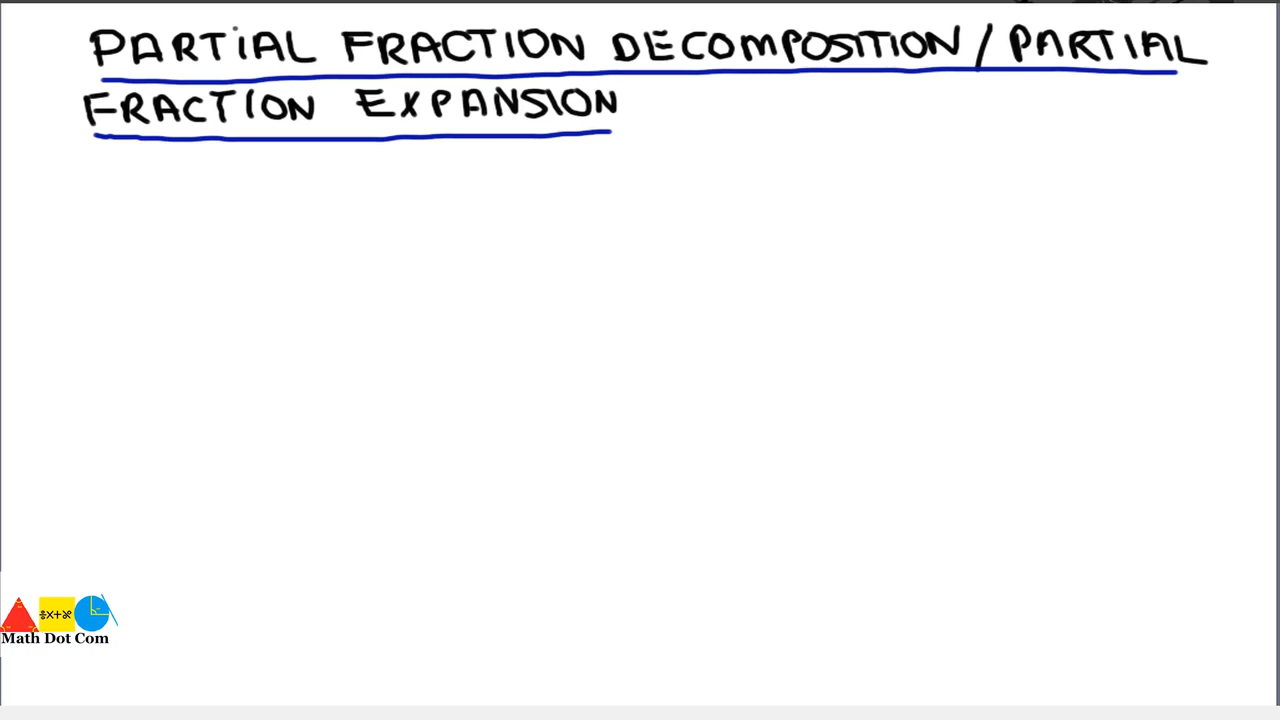 PARTiAL FRACTION DECOMPOSITION / PARTIAL
FRACTION EXPANSION
÷x+
Math Dot Com